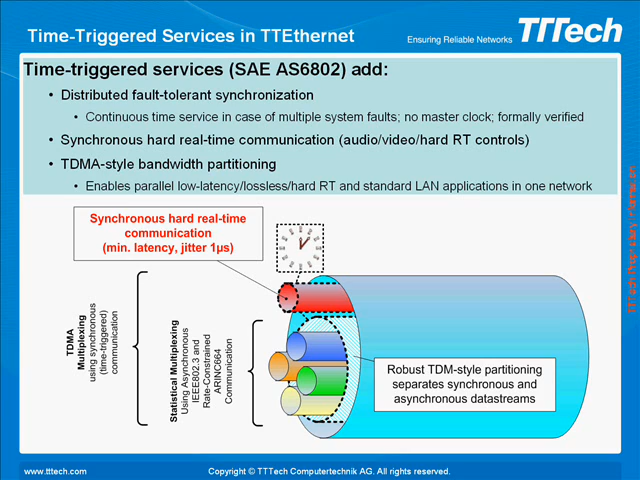 Time-Triggered Services in TTEthernet
Ensuring Reliable Networks TTTech
Time-triggered services (SAE AS6802) add:
• Distributed fault-tolerant synchronization
• Continuous time service in case of multiple system faults; no master clock; formally verified
• Synchronous hard real-time communication (audio/video/hard RT controls)
• TDMA-style bandwidth partitioning
• Enables parallel low-latency/lossless/hard RT and standard LAN applications in one network
Synchronous hard real-time
communication
(min. latency, jitter 1µs)
TDMA
Multiplexing
using synchronous
(time-triggered)
communication
Statistical Multiplexing
Using Asynchronous
IEEE802.3 and
Rate-Constrained
ARINC664
Communication
Robust TDM-style partitioning
separates synchronous and
asynchronous datastreams
TTTech Proprietary Information
www.tttech.com
Copyright © TTTech Computertechnik AG. All rights reserved.